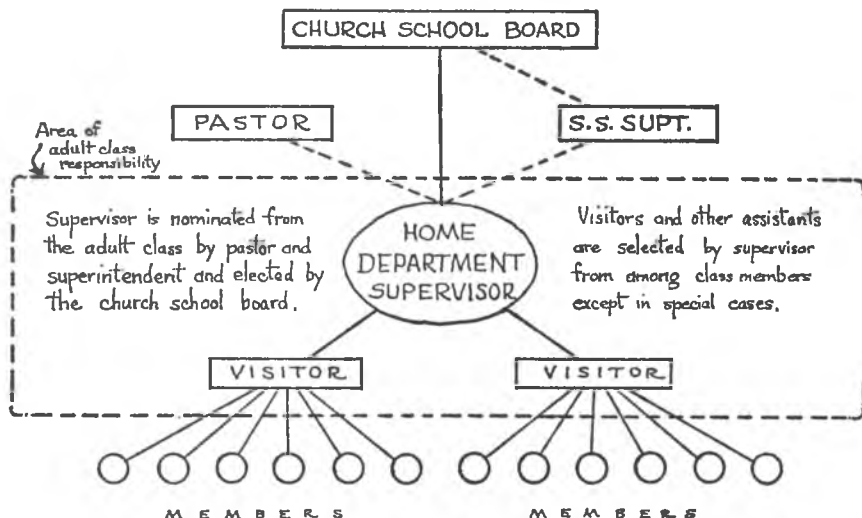 CHURCH SCHOOL BOARD
PASTOR
S.S. SUPT.
Area of
adult class
responsibility
Supervisor is nominated from
the adult class by pastor and
superintendent and elected by
the church school board.
HOME
DEPARTMENT
SUPERVISOR
Visitors and other assistants
are selected by supervisor
from among class members
except in special cases.
VISITOR
VISITOR
MEMBERS
MEMBERS